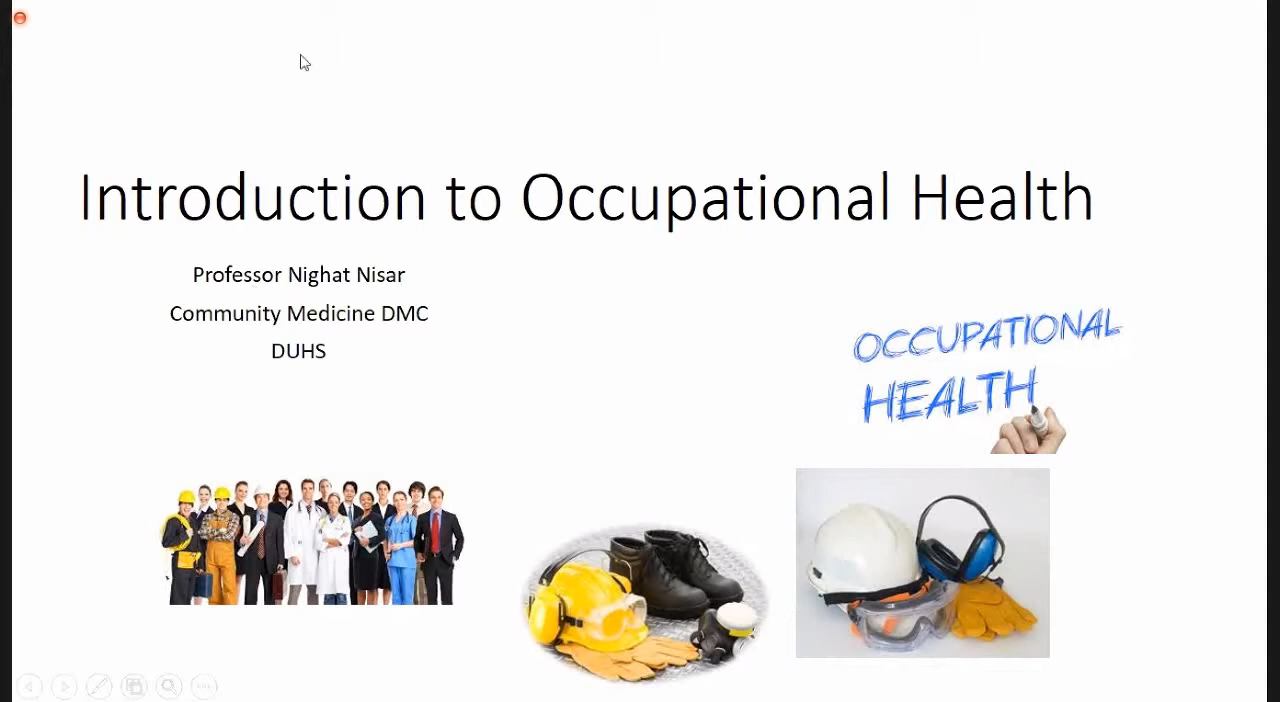 Introduction to Occupational Health
Professor Nighat Nisar
Community Medicine DMC
DUHS
OCCUPATIONAL
HEALTH